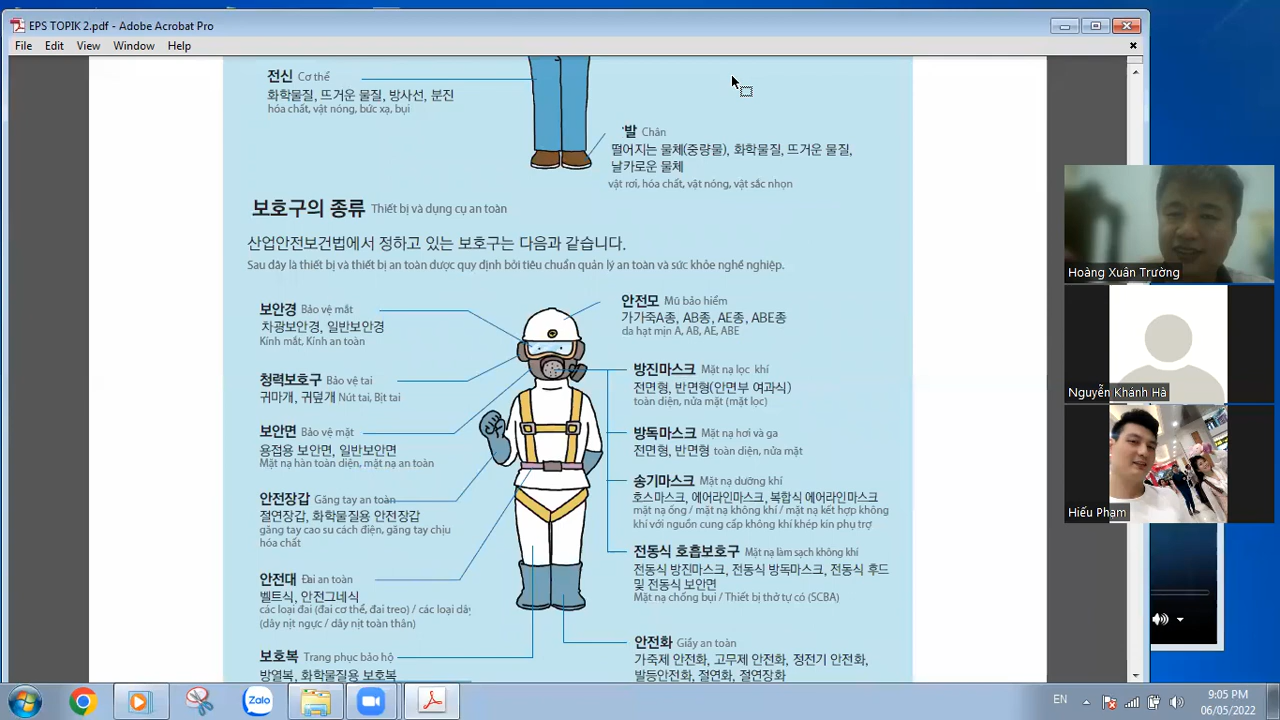 EPS TOPIK 2.pdf - Adobe Acrobat Pro
File Edit View Window Help
전신 Cơ thể
화학물질, 뜨거운 물질, 방사선, 분진
hóa chất, vật nóng, bức xạ, bụi
발 Chân
떨어지는 물체(중량물), 화학물질, 뜨거운 물질,
날카로운 물체
vật rơi, hóa chất, vật nóng, vật sắc nhọn
보호구의 종류 Thiết bị và dụng cụ an toàn
산업안전보건법에서 정하고 있는 보호구는 다음과 같습니다.
Sau đây là thiết bị và thiết bị an toàn được quy định bởi tiêu chuẩn quản lý an toàn và sức khỏe nghề nghiệp.
보안경 Bảo vệ mắt
차광보안경, 일반보안경
Kính mắt, Kính an toàn
청력보호구 Bảo vệ tai
귀마개, 귀덮개 Nút tai, Bịt tai
보안면 Bảo vệ mặt
용접용 보안면, 일반보안면
Mặt nạ hàn toàn diện, mặt nạ an toàn
안전장갑 Găng tay an toàn
절연장갑, 화학물질용 안전장갑
găng tay cao su cách điện, găng tay chịu
hóa chất
안전대 Đai an toàn
벨트식, 안전그네식
các loại đai (đai cơ thể, đai treo) / các loại dây
(dây nịt ngực / dây nịt toàn thân)
보호복 Trang phục bảo hộ
방열복, 화학물질용 보호복
안전모 Mũ bảo hiểm
가가죽A종, AB종, AE종, ABE종
da hạt mịn A, AB, AE, ABE
방진마스크 Mặt nạ lọc khí
전면형, 반면형(안면부 여과식)
toàn diện, nửa mặt (mặt lọc)
방독마스크 Mặt nạ hơi và ga
전면형, 반면형 toàn diện, nửa mặt
송기마스크 Mặt nạ dưỡng khí
호스마스크, 에어라인마스크, 복합식 에어라인마스크
mặt nạ ống / mặt nạ không khí / mặt nạ kết hợp không
khí với nguồn cung cấp không khí khép kín phụ trợ
전동식 호흡보호구 Mặt nạ làm sạch không khí
전동식 방진마스크, 전동식 방독마스크, 전동식 후드
및 전동식 보안면
Mặt nạ chống bụi / Thiết bị thở tự có (SCBA)
안전화 Giầy an toàn
가죽제 안전화, 고무제 안전화, 정전기 안전화,
발등안전화, 절연화, 절연장화
Hoàng Xuân Trường
Nguyễn Khánh Hà
Hiếu Phạm
Zalo
EN
9:05 PM
06/05/2022